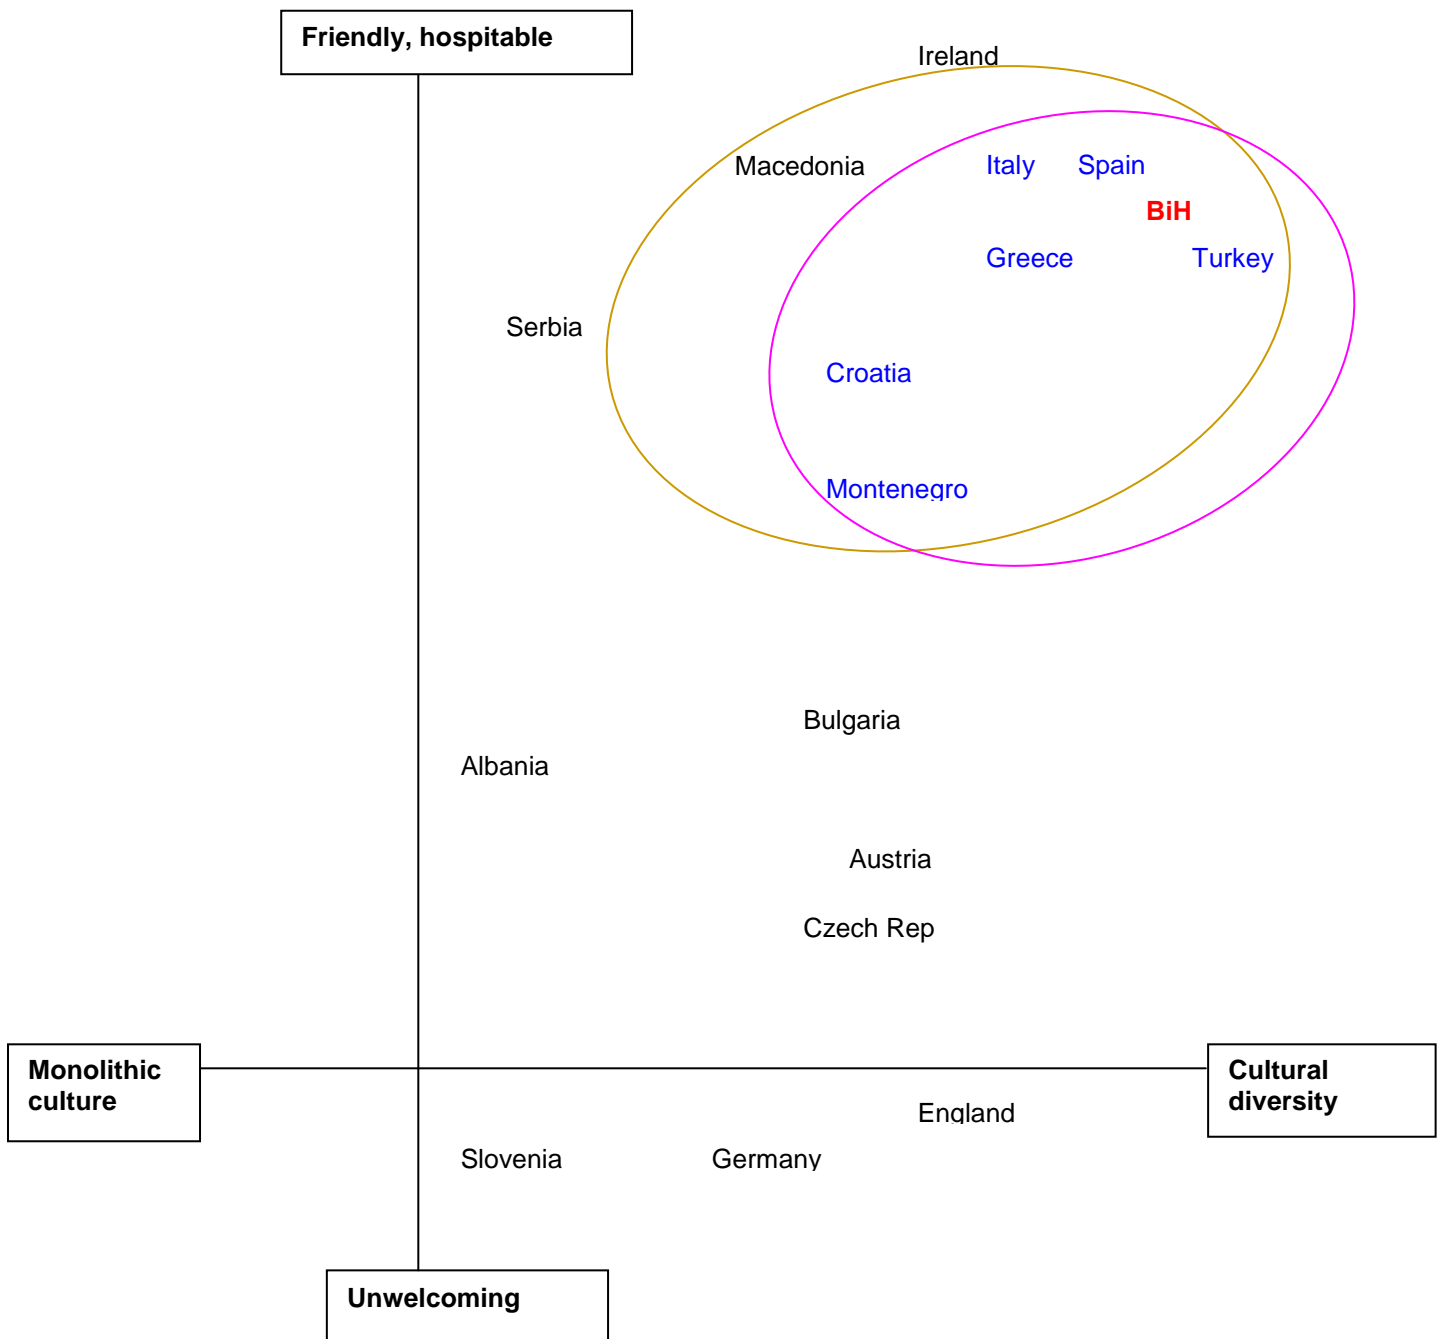 Friendly, hospitable
Ireland
Macedonia
Italy
Spain
BiH
Greece
Turkey
Serbia
Croatia
Montenegro
Bulgaria
Albania
Austria
Czech Rep
Monolithic
culture
Cultural
diversity
England
Slovenia
Germany
Unwelcoming